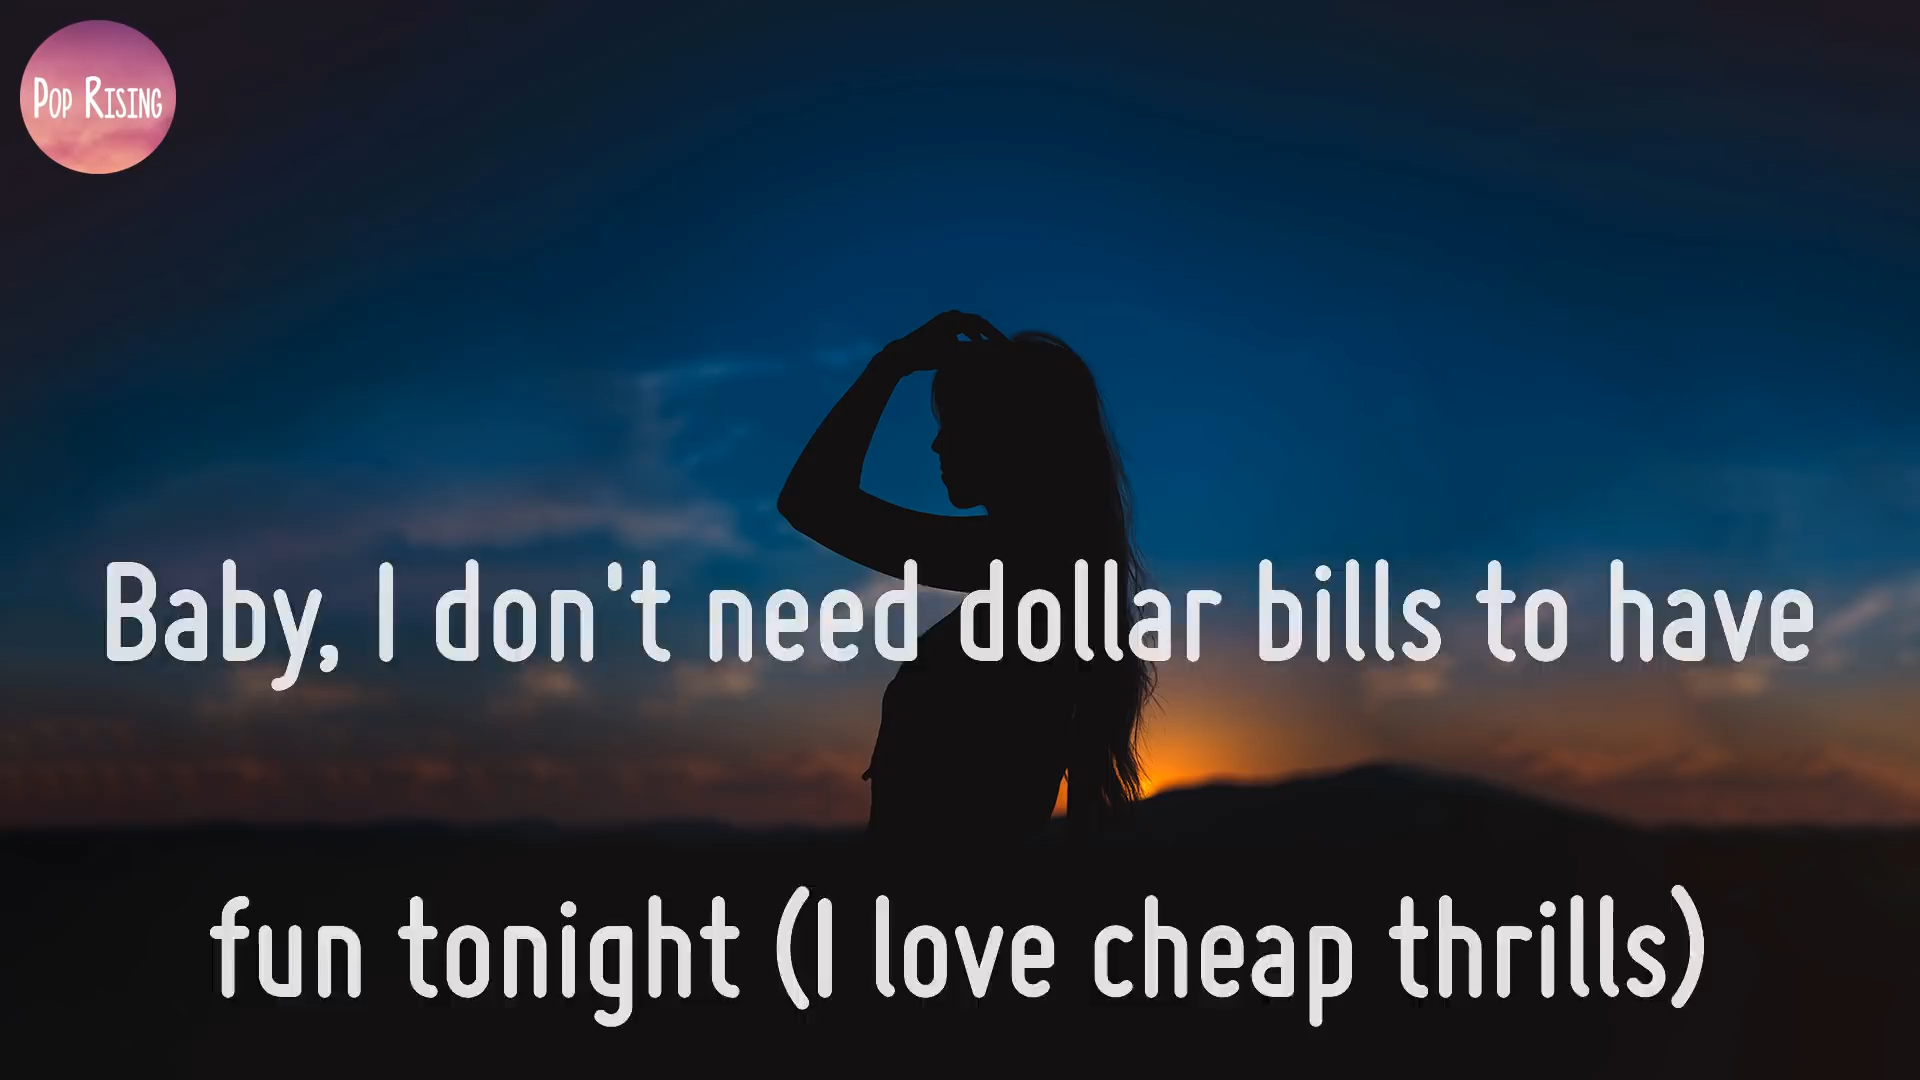 Pop Rising
Baby, I don't need dollar bills to have
fun tonight (I love cheap thrills)